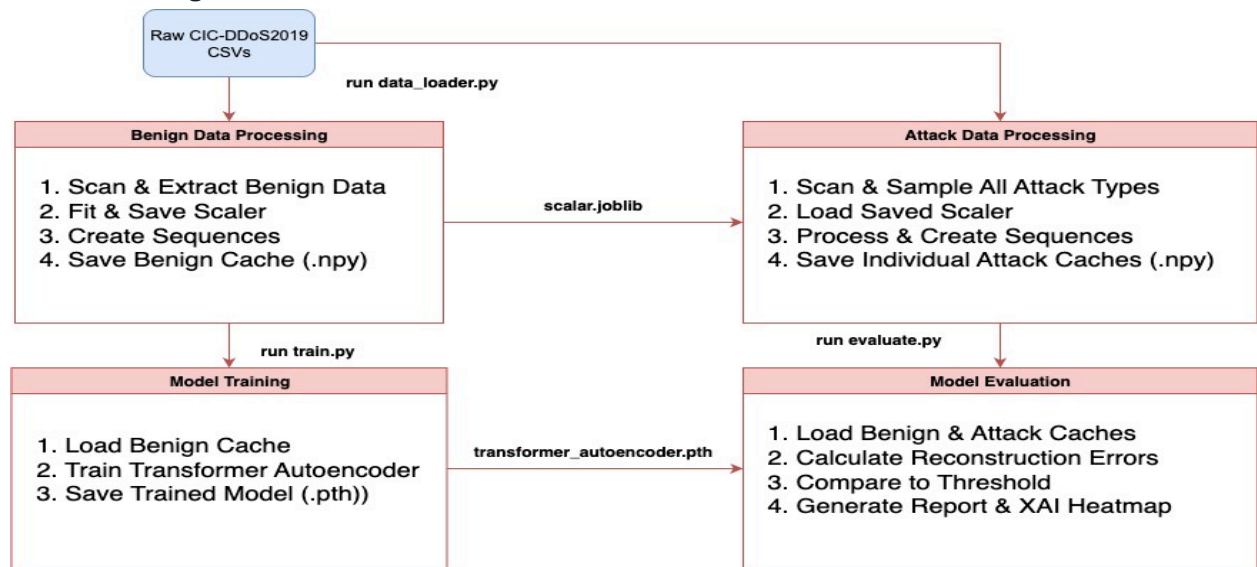 Raw CIC-DDoS2019
CSVs
run data_loader.py
Benign Data Processing
1. Scan & Extract Benign Data
2. Fit & Save Scaler
3. Create Sequences
4. Save Benign Cache (.npy)
scalar.joblib
Attack Data Processing
1. Scan & Sample All Attack Types
2. Load Saved Scaler
3. Process & Create Sequences
4. Save Individual Attack Caches (.npy)
run train.py
run evaluate.py
Model Training
1. Load Benign Cache
2. Train Transformer Autoencoder
3. Save Trained Model (.pth))
transformer_autoencoder.pth
Model Evaluation
1. Load Benign & Attack Caches
2. Calculate Reconstruction Errors
3. Compare to Threshold
4. Generate Report & XAI Heatmap